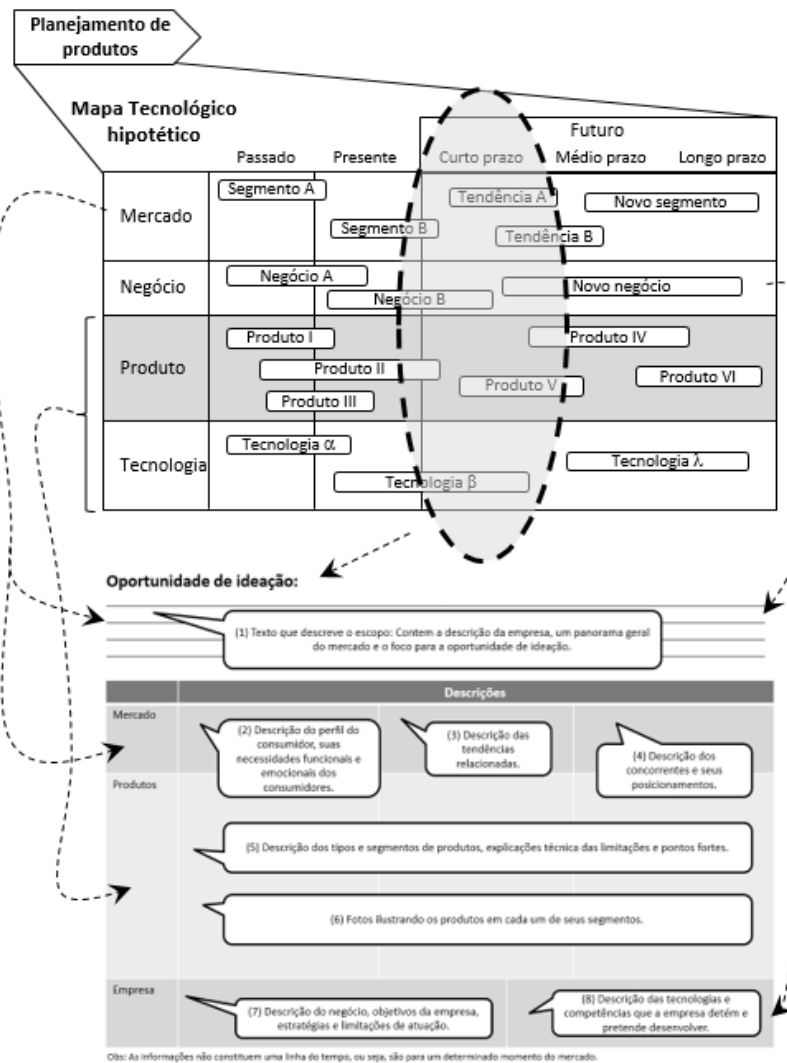 Planejamento de
produtos
Mapa Tecnológico
hipotético
Futuro
Passado Presente Curto prazo Médio prazo Longo prazo
Mercado
Segmento A
Segmento B
Tendência A
Tendência B
Novo segmento
Negócio
Negócio A
Negócio B
Novo negócio
Produto
Produto I
Produto II
Produto III
Produto IV
Produto V
Produto VI
Tecnologia
Tecnologia α
Tecnologia β
Tecnologia λ
Oportunidade de ideação:
(1) Texto que descreve o escopo: Contem a descrição da empresa, um panorama geral
do mercado e o foco para a oportunidade de ideação.
Descrições
Mercado
(2) Descrição do perfil do
consumidor, suas
necessidades funcionais e
emocionais dos
consumidores.
(3) Descrição das
tendências
relacionadas.
(4) Descrição dos
concorrentes e seus
posicionamentos.
Produtos
(5) Descrição dos tipos e segmentos de produtos, explicações técnica das limitações e pontos fortes.
(6) Fotos ilustrando os produtos em cada um de seus segmentos.
Empresa
(7) Descrição do negócio, objetivos da empresa,
estratégias e limitações de atuação.
(8) Descrição das tecnologias e
competências que a empresa detém e
pretende desenvolver.
Obs: As informações não constituem uma linha do tempo, ou seja, são para um determinado momento do mercado.